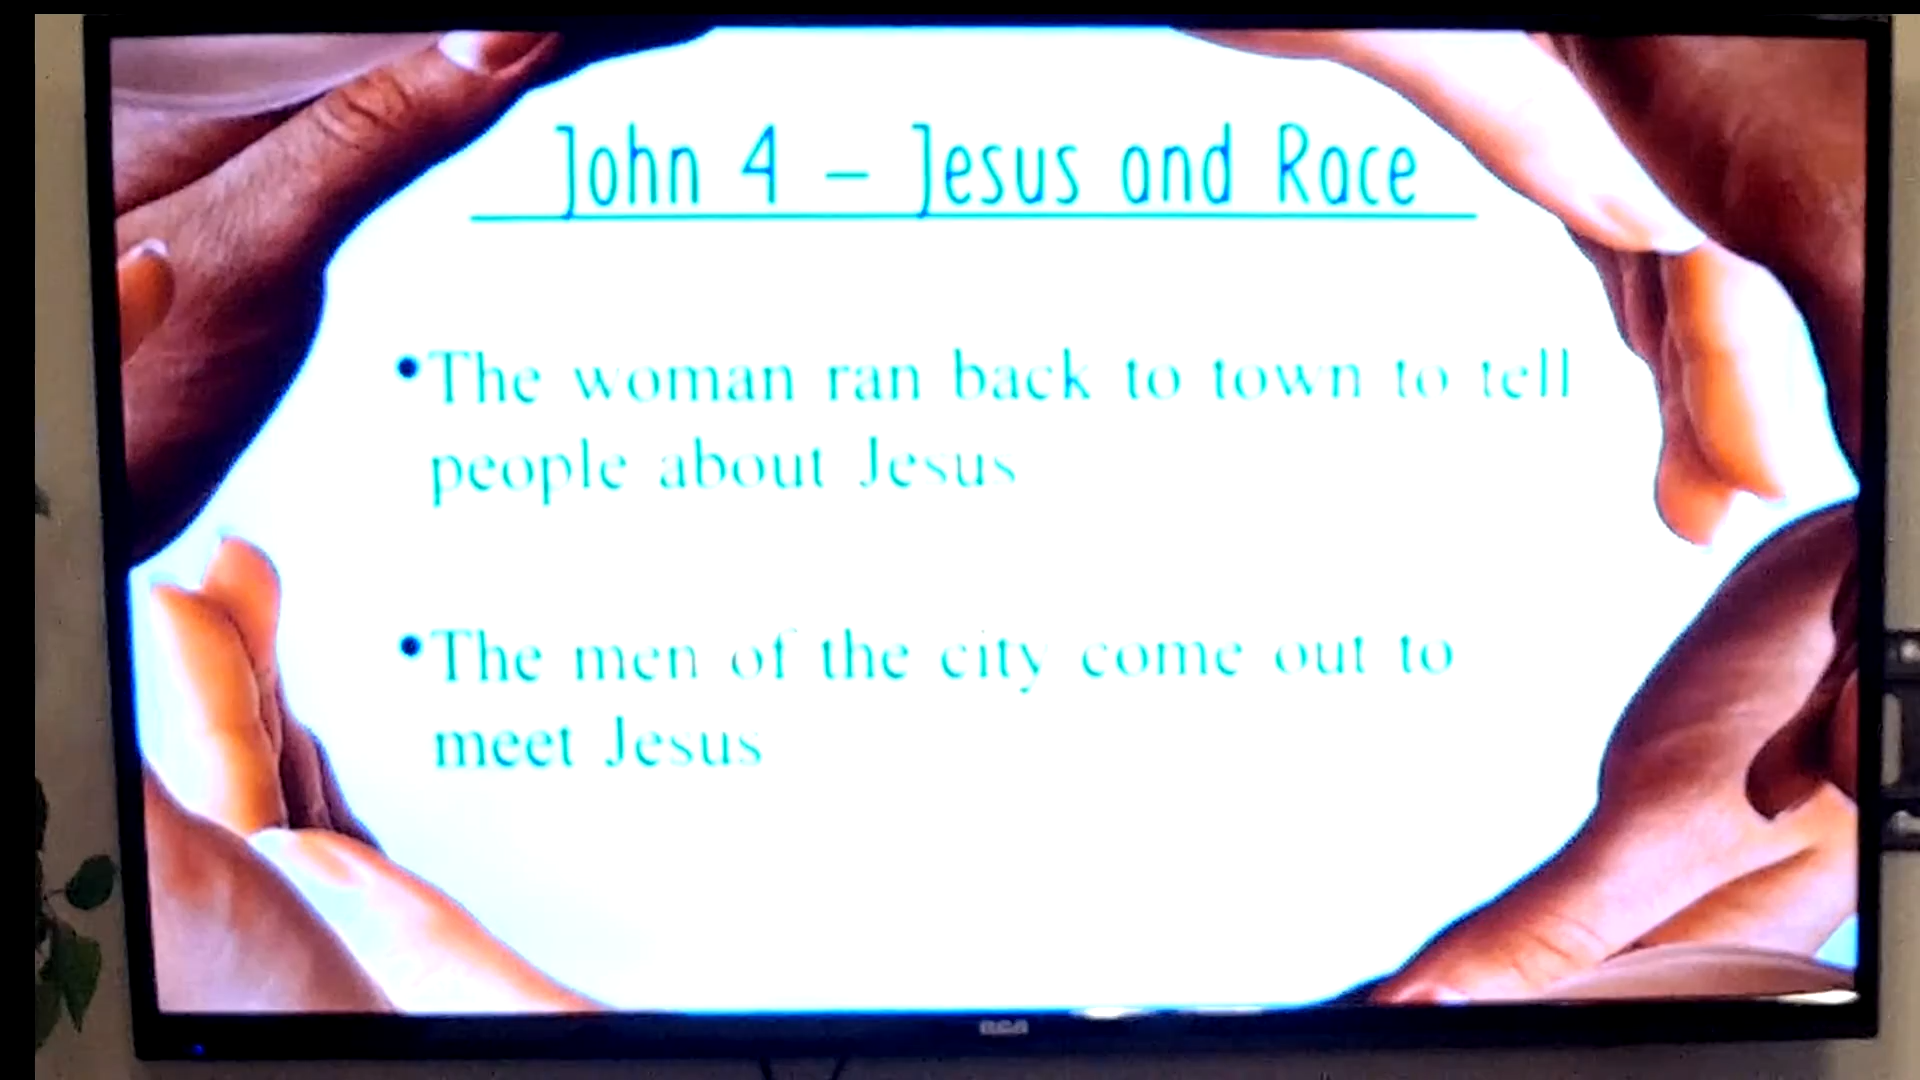 John 4 – Jesus and Race
•The woman ran back to town to tell
people about Jesus
•The men of the city come out to
meet Jesus
RCA